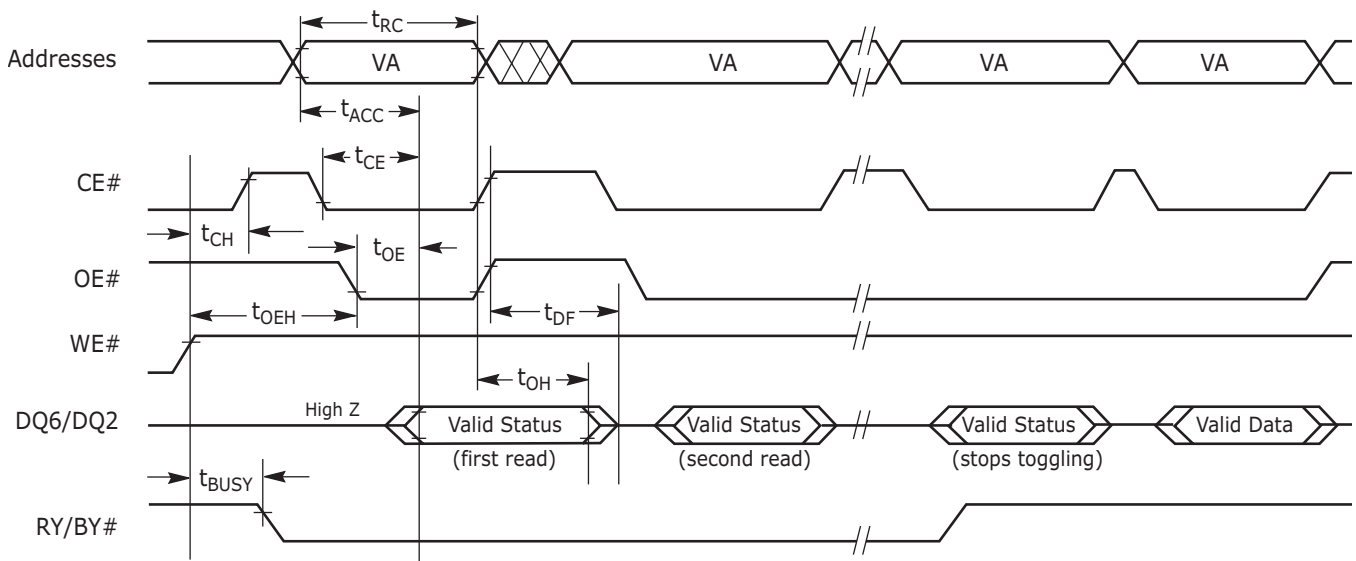 tRC
Addresses VA VA VA VA
tACC
tCE
CE#
tCH tOE
OE#
tOEH tDF
WE#
tOH
DQ6/DQ2 High Z Valid Status Valid Status Valid Status Valid Data
(first read) (second read) (stops toggling)
tBUSY
RY/BY#